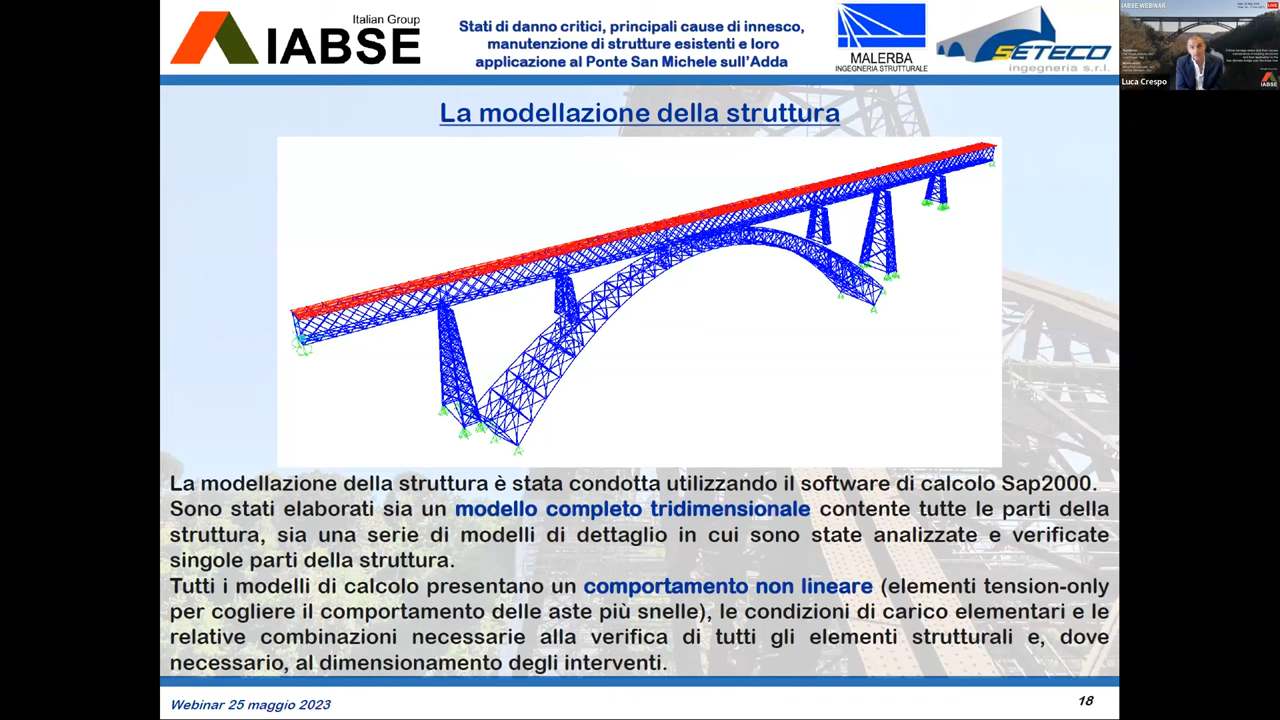 Italian Group
IABSE
Stati di danno critici, principali cause di innesco,
manutenzione di strutture esistenti e loro
applicazione al Ponte San Michele sull'Adda
MALERBA
INGEGNERIA STRUTTURALE
SETECO
ingegneria s.r.l.
IABSE WEBINAR
LIVE
Luca Crespo
IABSE
La modellazione della struttura
La modellazione della struttura è stata condotta utilizzando il software di calcolo Sap2000.
Sono stati elaborati sia un modello completo tridimensionale contente tutte le parti della
struttura, sia una serie di modelli di dettaglio in cui sono state analizzate e verificate
singole parti della struttura.
Tutti i modelli di calcolo presentano un comportamento non lineare (elementi tension-only
per cogliere il comportamento delle aste più snelle), le condizioni di carico elementari e le
relative combinazioni necessarie alla verifica di tutti gli elementi strutturali e, dove
necessario, al dimensionamento degli interventi.
Webinar 25 maggio 2023
18